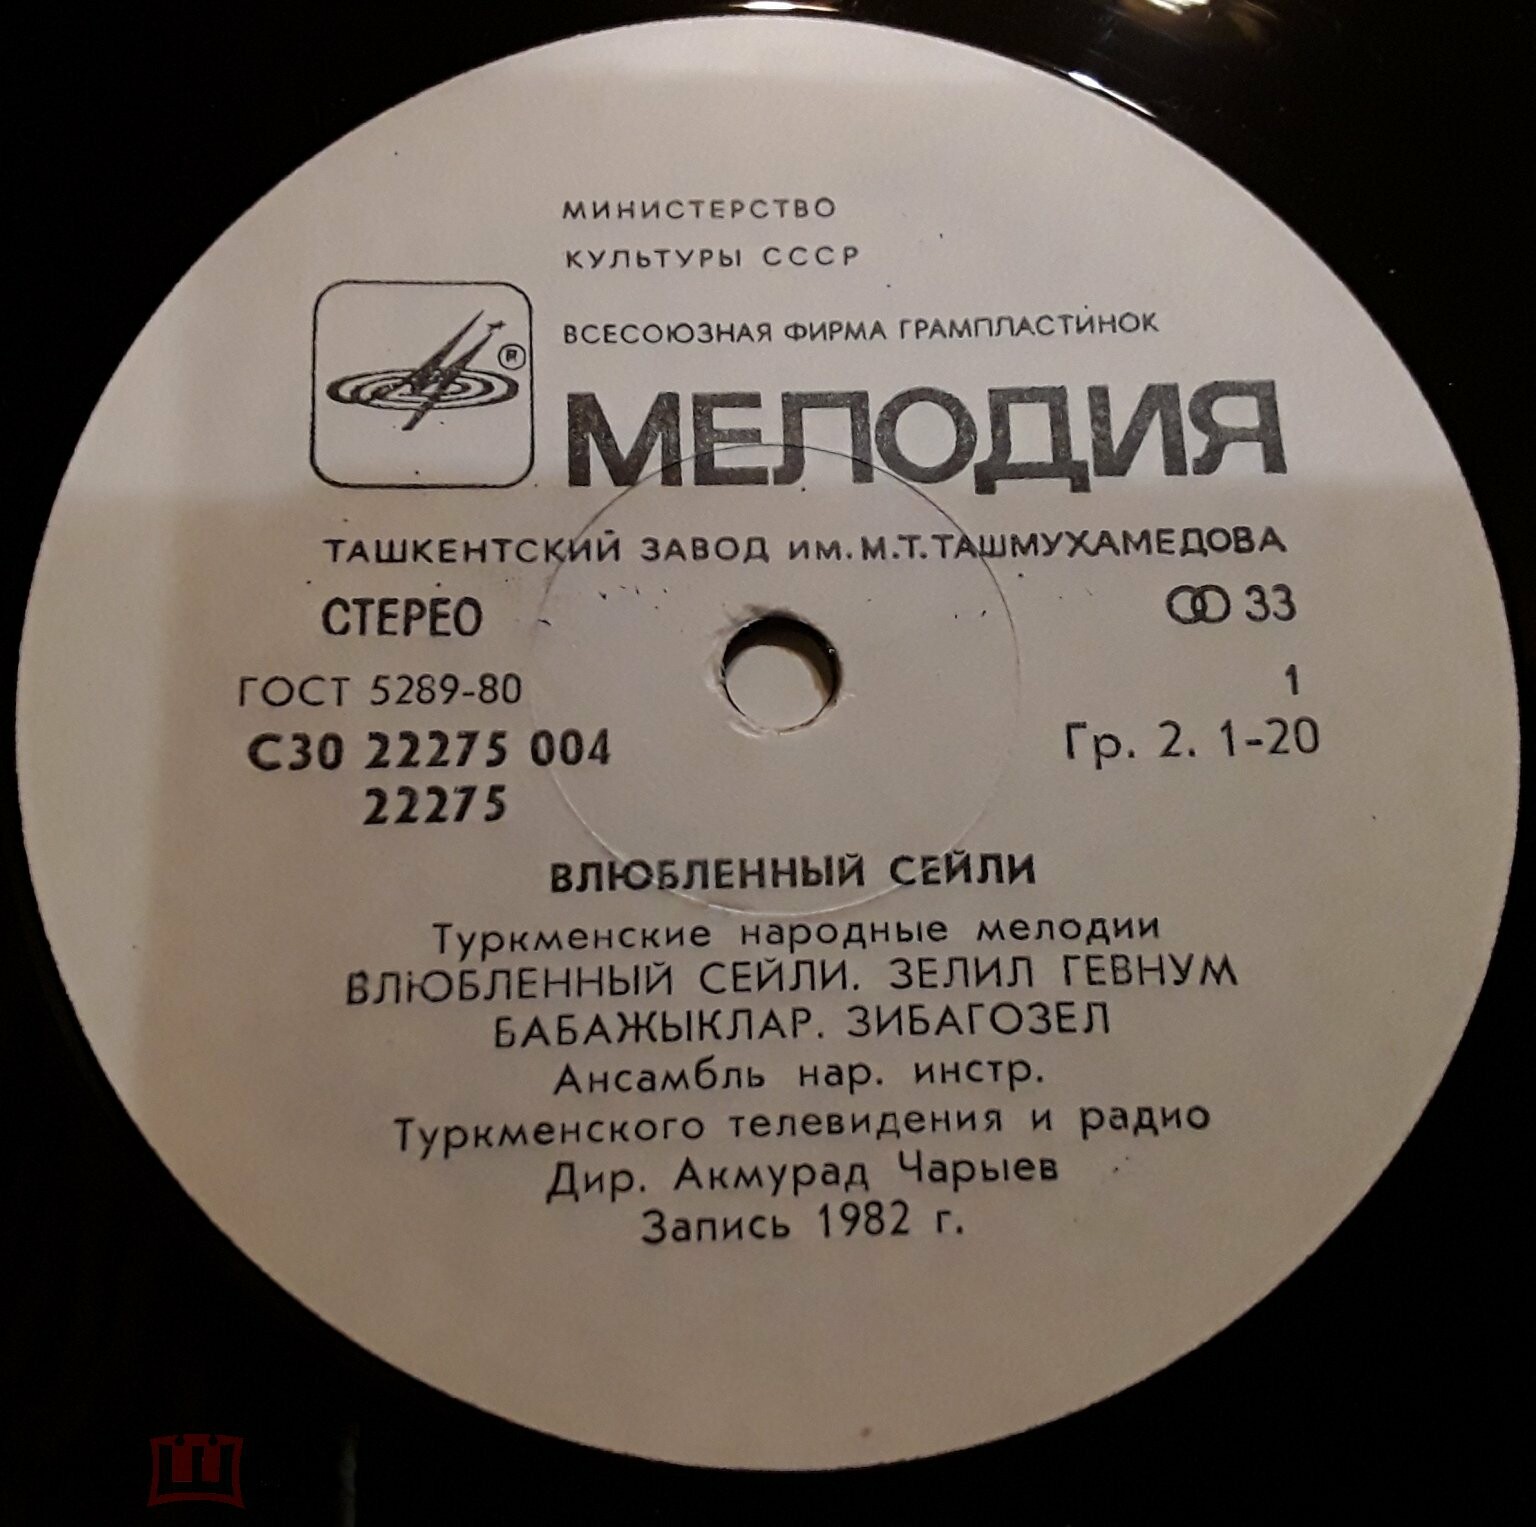 МИНИСТЕРСТВО
КУЛЬТУРЫ СССР
ВСЕСОЮЗНАЯ ФИРМА ГРАМПЛАСТИНОК
®
МЕЛОДИЯ
ТАШКЕНТСКИЙ ЗАВОД ИМ. М.Т. ТАШМУХАМЕДОВА
СТЕРЕО
33
ГОСТ 5289-80
1
С30 22275 004
Гр. 2. 1-20
22275
ВЛЮБЛЕННЫЙ СЕЙЛИ
Туркменские народные мелодии
ВЛЮБЛЕННЫЙ СЕЙЛИ. ЗЕЛИЛ ГЕВНУМ
БАБАЖЫКЛАР. ЗИБАГОЗЕЛ
Ансамбль нар. инстр.
Туркменского телевидения и радио
Дир. Акмурад Чарыев
Запись 1982 г.